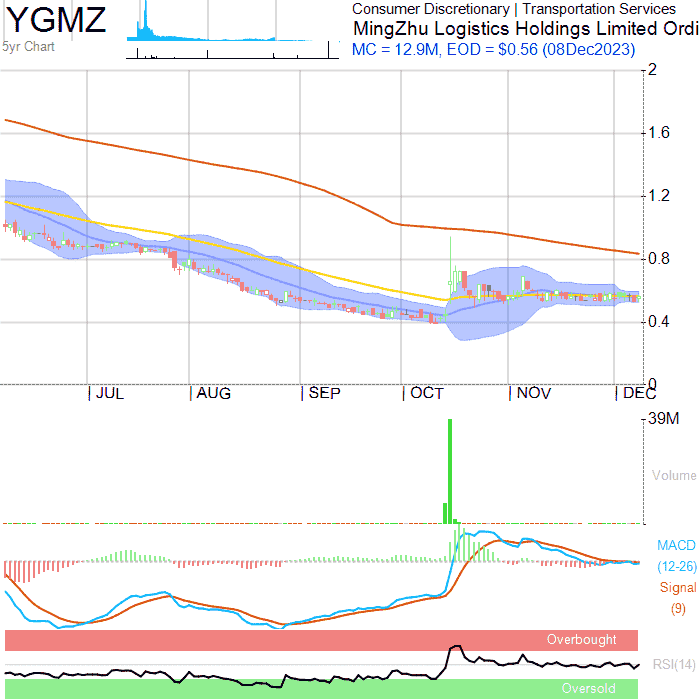 YGMZ
5yr Chart
Consumer Discretionary | Transportation Services
MingZhu Logistics Holdings Limited Ordi
MC = 12.9M, EOD = $0.56 (08Dec2023)
2
1.6
1.2
0.8
0.4
0
JUL AUG SEP OCT NOV DEC
39M
Volume
MACD
(12-26)
Signal
(9)
Overbought
RSI(14)
Oversold